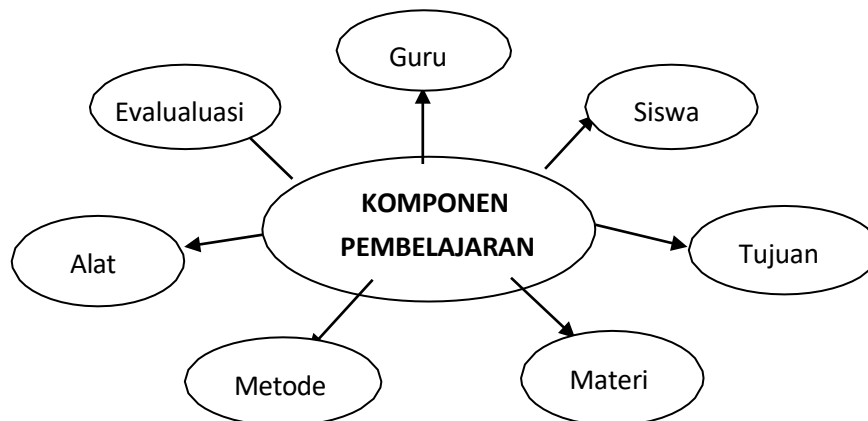 Guru
Evalualuasi
Siswa
KOMPONEN
PEMBELAJARAN
Alat
Tujuan
Metode
Materi